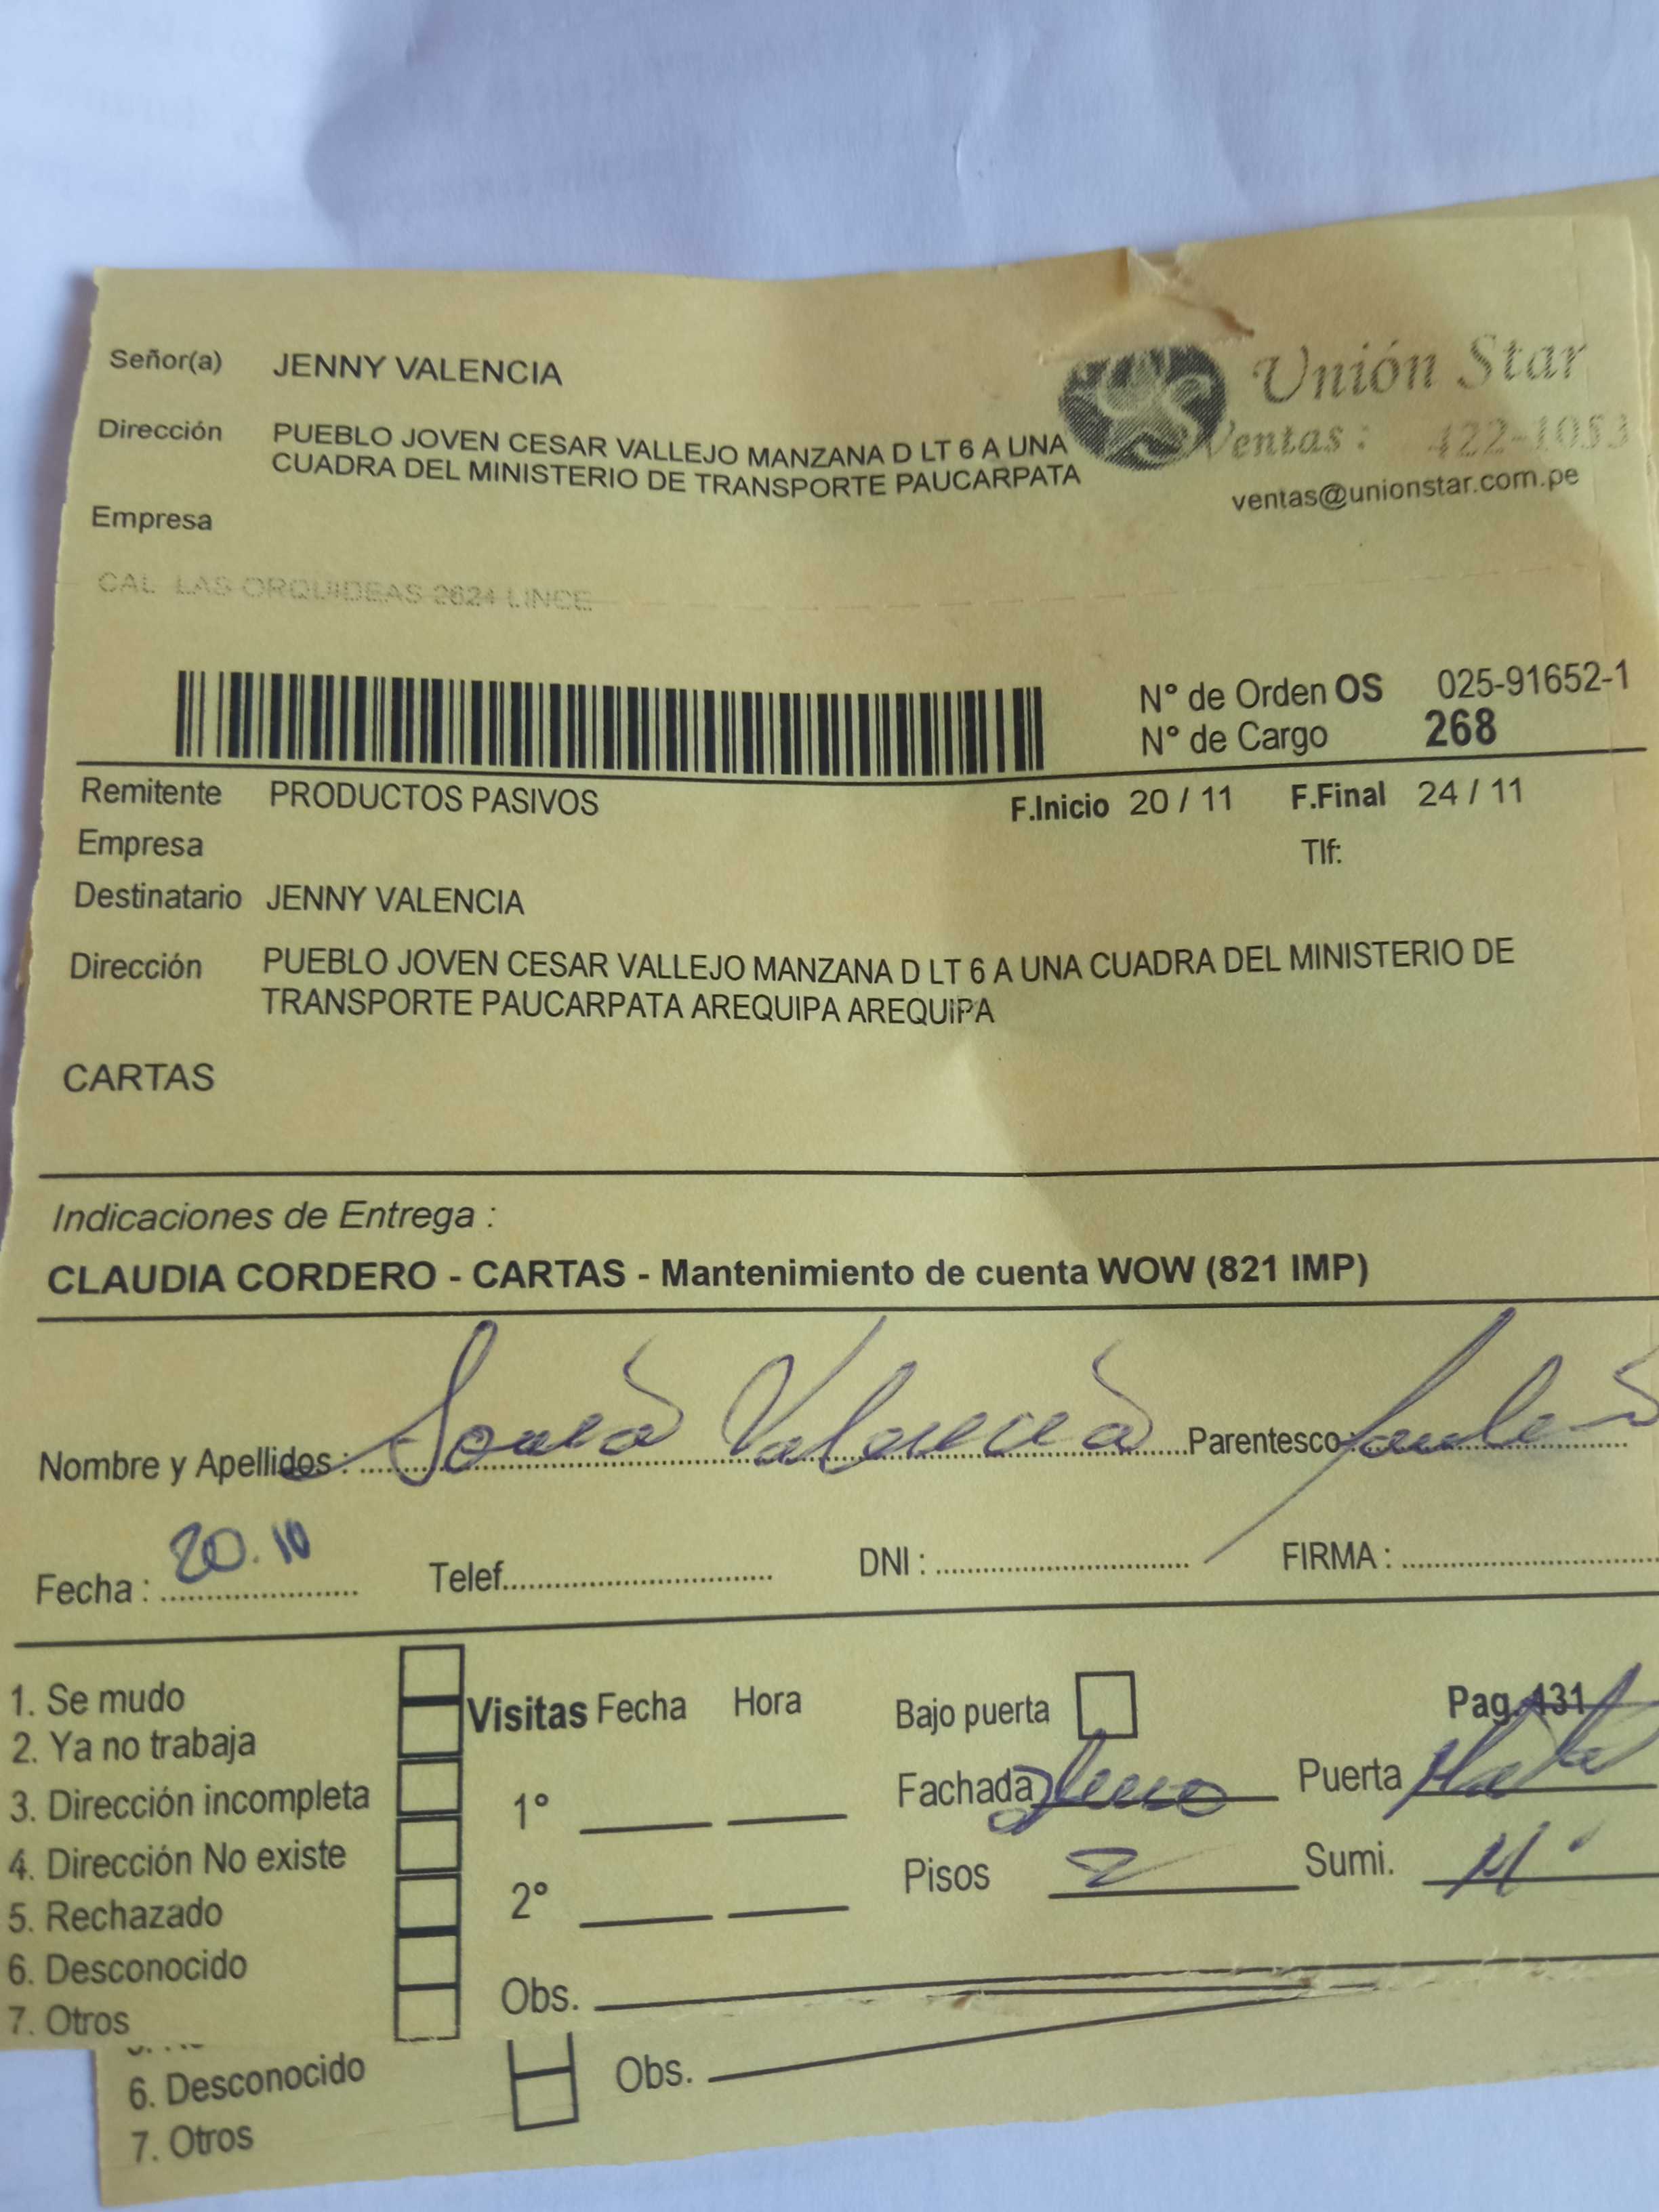 Señor(a) JENNY VALENCIA
Unión Star
Dirección PUEBLO JOVEN CESAR VALLEJO MANZANA D LT 6 A UNA
CUADRA DEL MINISTERIO DE TRANSPORTE PAUCARPATA
Ventas: 422-1053
ventas@unionstar.com.pe
Empresa
CAL LAS ORQUIDEAS 2624 LINCE
N° de Orden OS 025-91652-1
N° de Cargo 268
Remitente PRODUCTOS PASIVOS F.Inicio 20 / 11 F.Final 24 / 11
Empresa Tlf:
Destinatario JENNY VALENCIA
Dirección PUEBLO JOVEN CESAR VALLEJO MANZANA D LT 6 A UNA CUADRA DEL MINISTERIO DE
TRANSPORTE PAUCARPATA AREQUIPA AREQUIPA
CARTAS
Indicaciones de Entrega :
CLAUDIA CORDERO - CARTAS - Mantenimiento de cuenta WOW (821 IMP)
Nombre y Apellidos : Valencia Parentesco
Fecha : 20.10 Telef. DNI : FIRMA :
1. Se mudo
2. Ya no trabaja
3. Dirección incompleta
4. Dirección No existe
5. Rechazado
6. Desconocido
7. Otros
Visitas Fecha Hora
1°
2°
Obs.
Bajo puerta Pag. 131
Fachada Puerta
Pisos 2 Sumi.
6. Desconocido Obs.
7. Otros